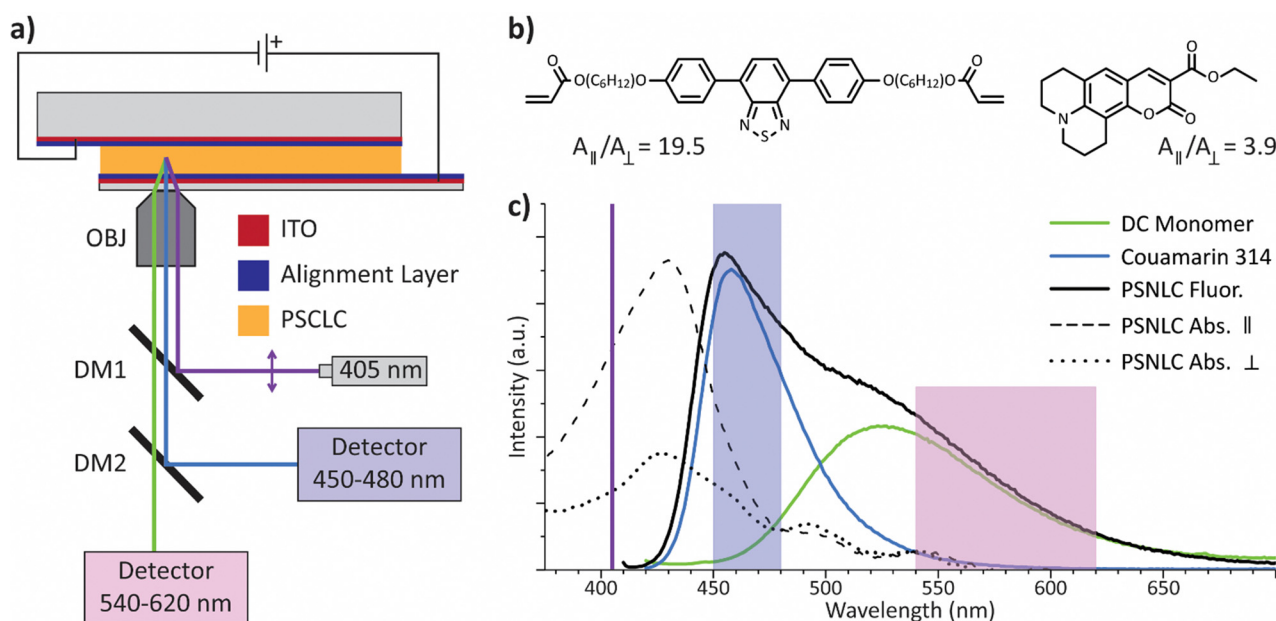 a)
+
OBJ
ITO
Alignment Layer
PSCLC
DM1
405 nm
DM2
Detector
450-480 nm
Detector
540-620 nm
b)
O
O(C6H12)O
N
S
N
O(C6H12)O
O
A∥/A⊥ = 19.5
O
O
N
O
O
A∥/A⊥ = 3.9
c)
Intensity (a.u.)
DC Monomer
Couamarin 314
PSNLC Fluor.
PSNLC Abs. ∥
PSNLC Abs. ⊥
400
450
500
550
600
650
Wavelength (nm)